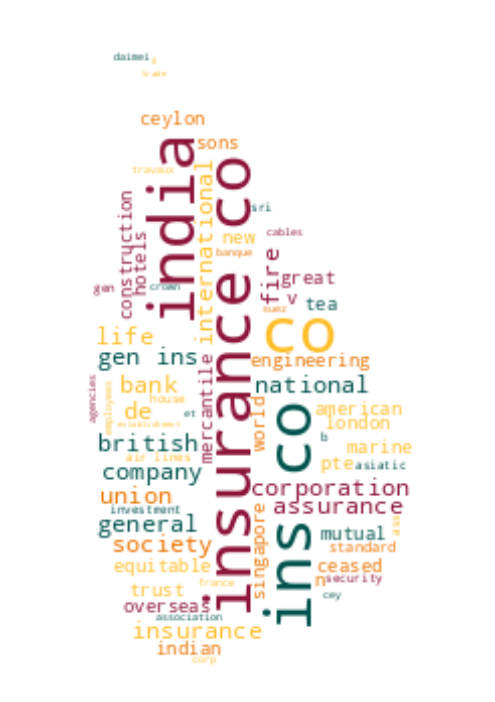 daimei
&
trade
ceylon
sons
india
travaux
international
insurance co
sri
construction
hotels
new
cables
banque
fire
gen
crown
great
v
tea
suez
co
life
gen ins
engineering
mercantile
agencies
employees
bank
house
national
de
et
world
ins co
american
london
establishment
british
b
marine
air lines
pte
asiatic
company
union
corporation
investment
assurance
general
singapore
mutual
ass
society
standard
equitable
ceased
france
n
security
trust
cey
overseas
association
insurance
indian
corp